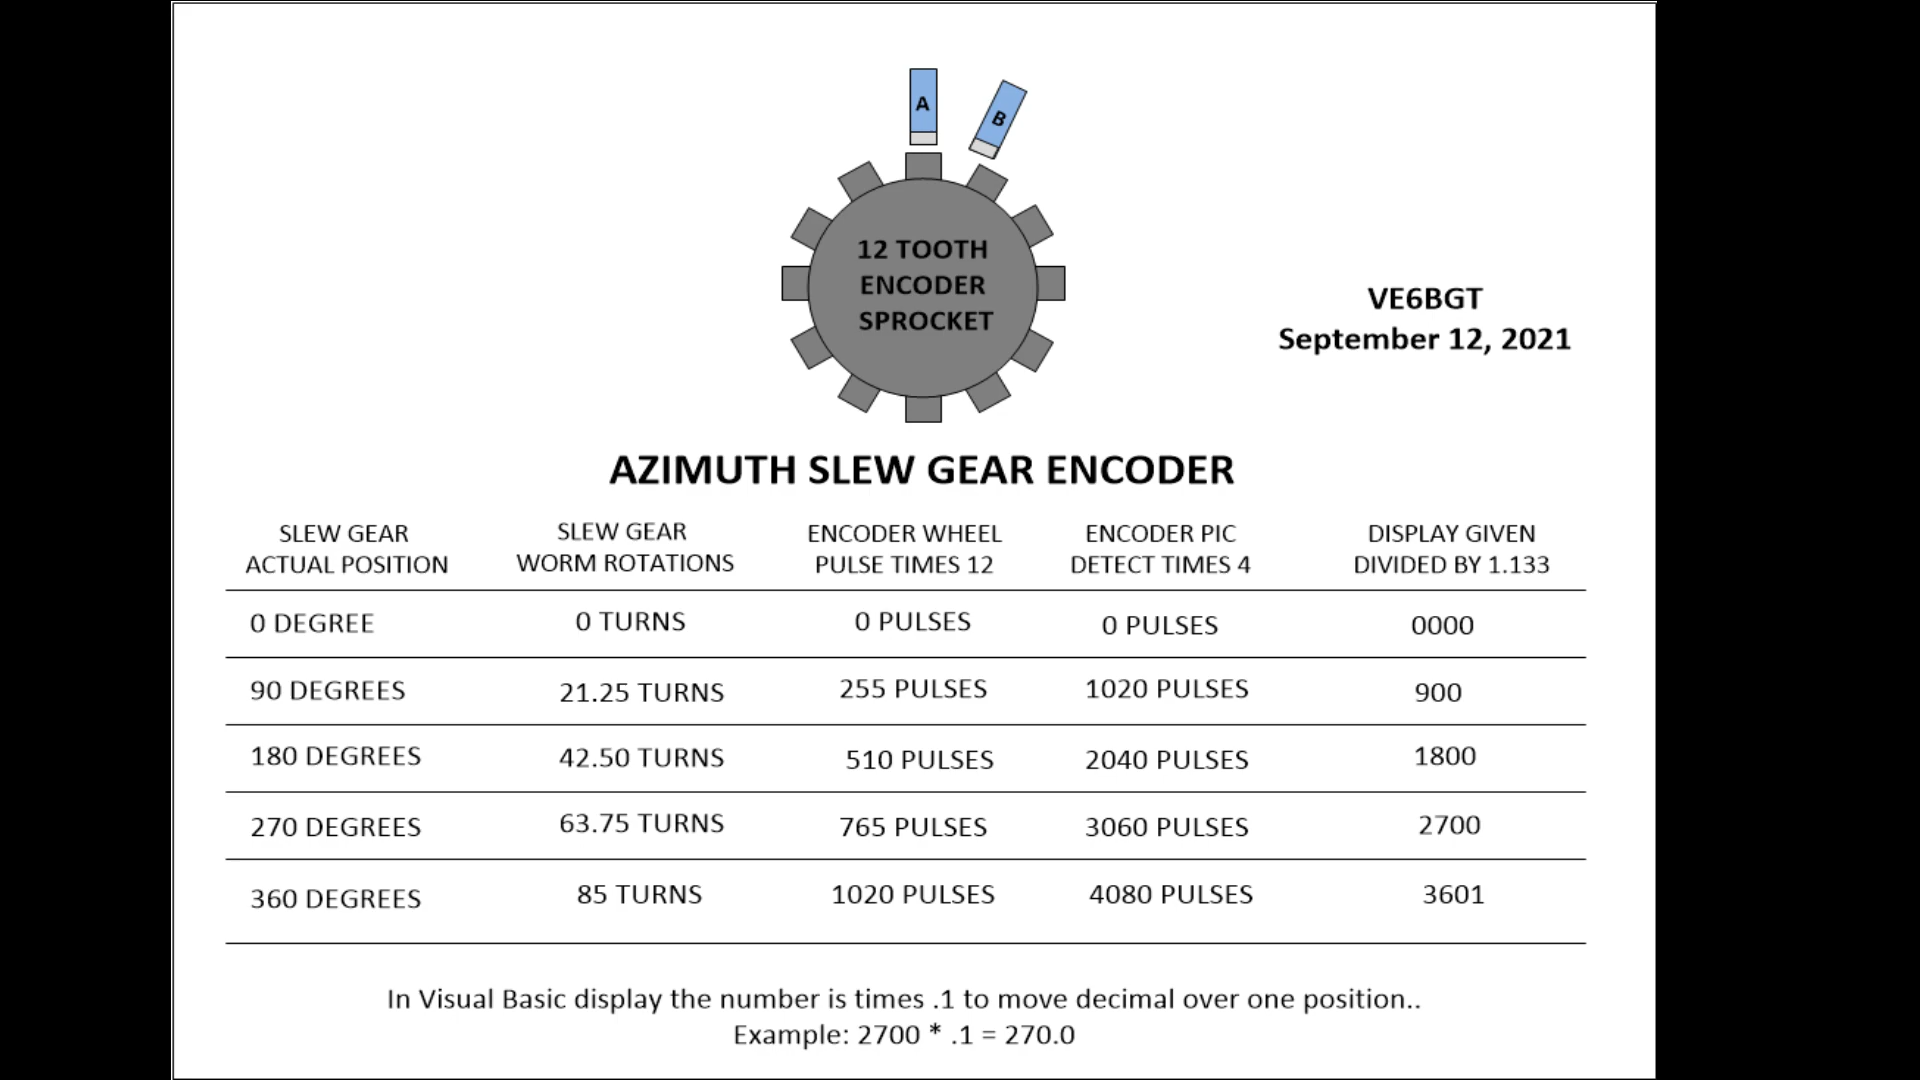 A
B
12 TOOTH
ENCODER
SPROCKET
VE6BGT
September 12, 2021
AZIMUTH SLEW GEAR ENCODER
SLEW GEAR ACTUAL POSITION SLEW GEAR WORM ROTATIONS ENCODER WHEEL PULSE TIMES 12 ENCODER PIC DETECT TIMES 4 DISPLAY GIVEN DIVIDED BY 1.133
0 DEGREE 0 TURNS 0 PULSES 0 PULSES 0000
90 DEGREES 21.25 TURNS 255 PULSES 1020 PULSES 900
180 DEGREES 42.50 TURNS 510 PULSES 2040 PULSES 1800
270 DEGREES 63.75 TURNS 765 PULSES 3060 PULSES 2700
360 DEGREES 85 TURNS 1020 PULSES 4080 PULSES 3601
In Visual Basic display the number is times .1 to move decimal over one position..
Example: 2700 * .1 = 270.0